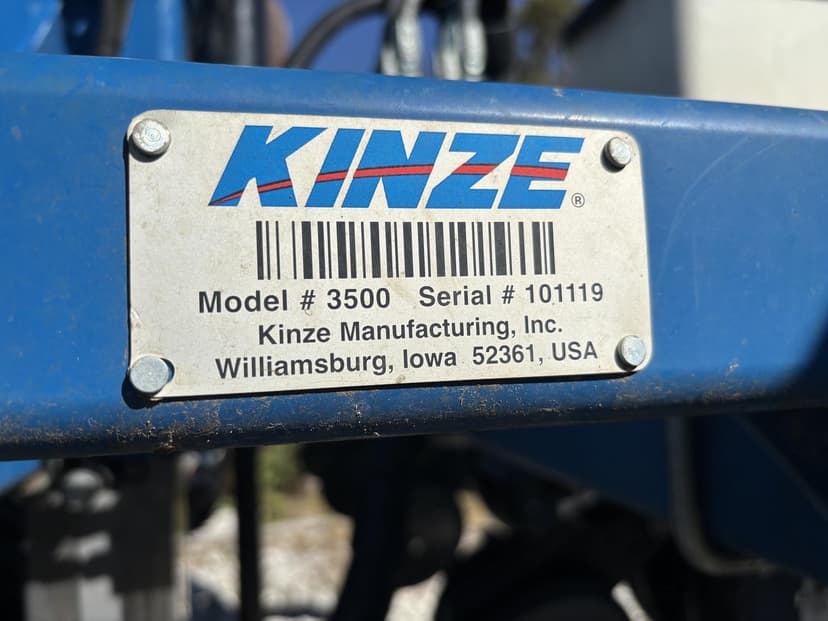 KINZE®
Model # 3500 Serial # 101119
Kinze Manufacturing, Inc.
Williamsburg, Iowa 52361, USA